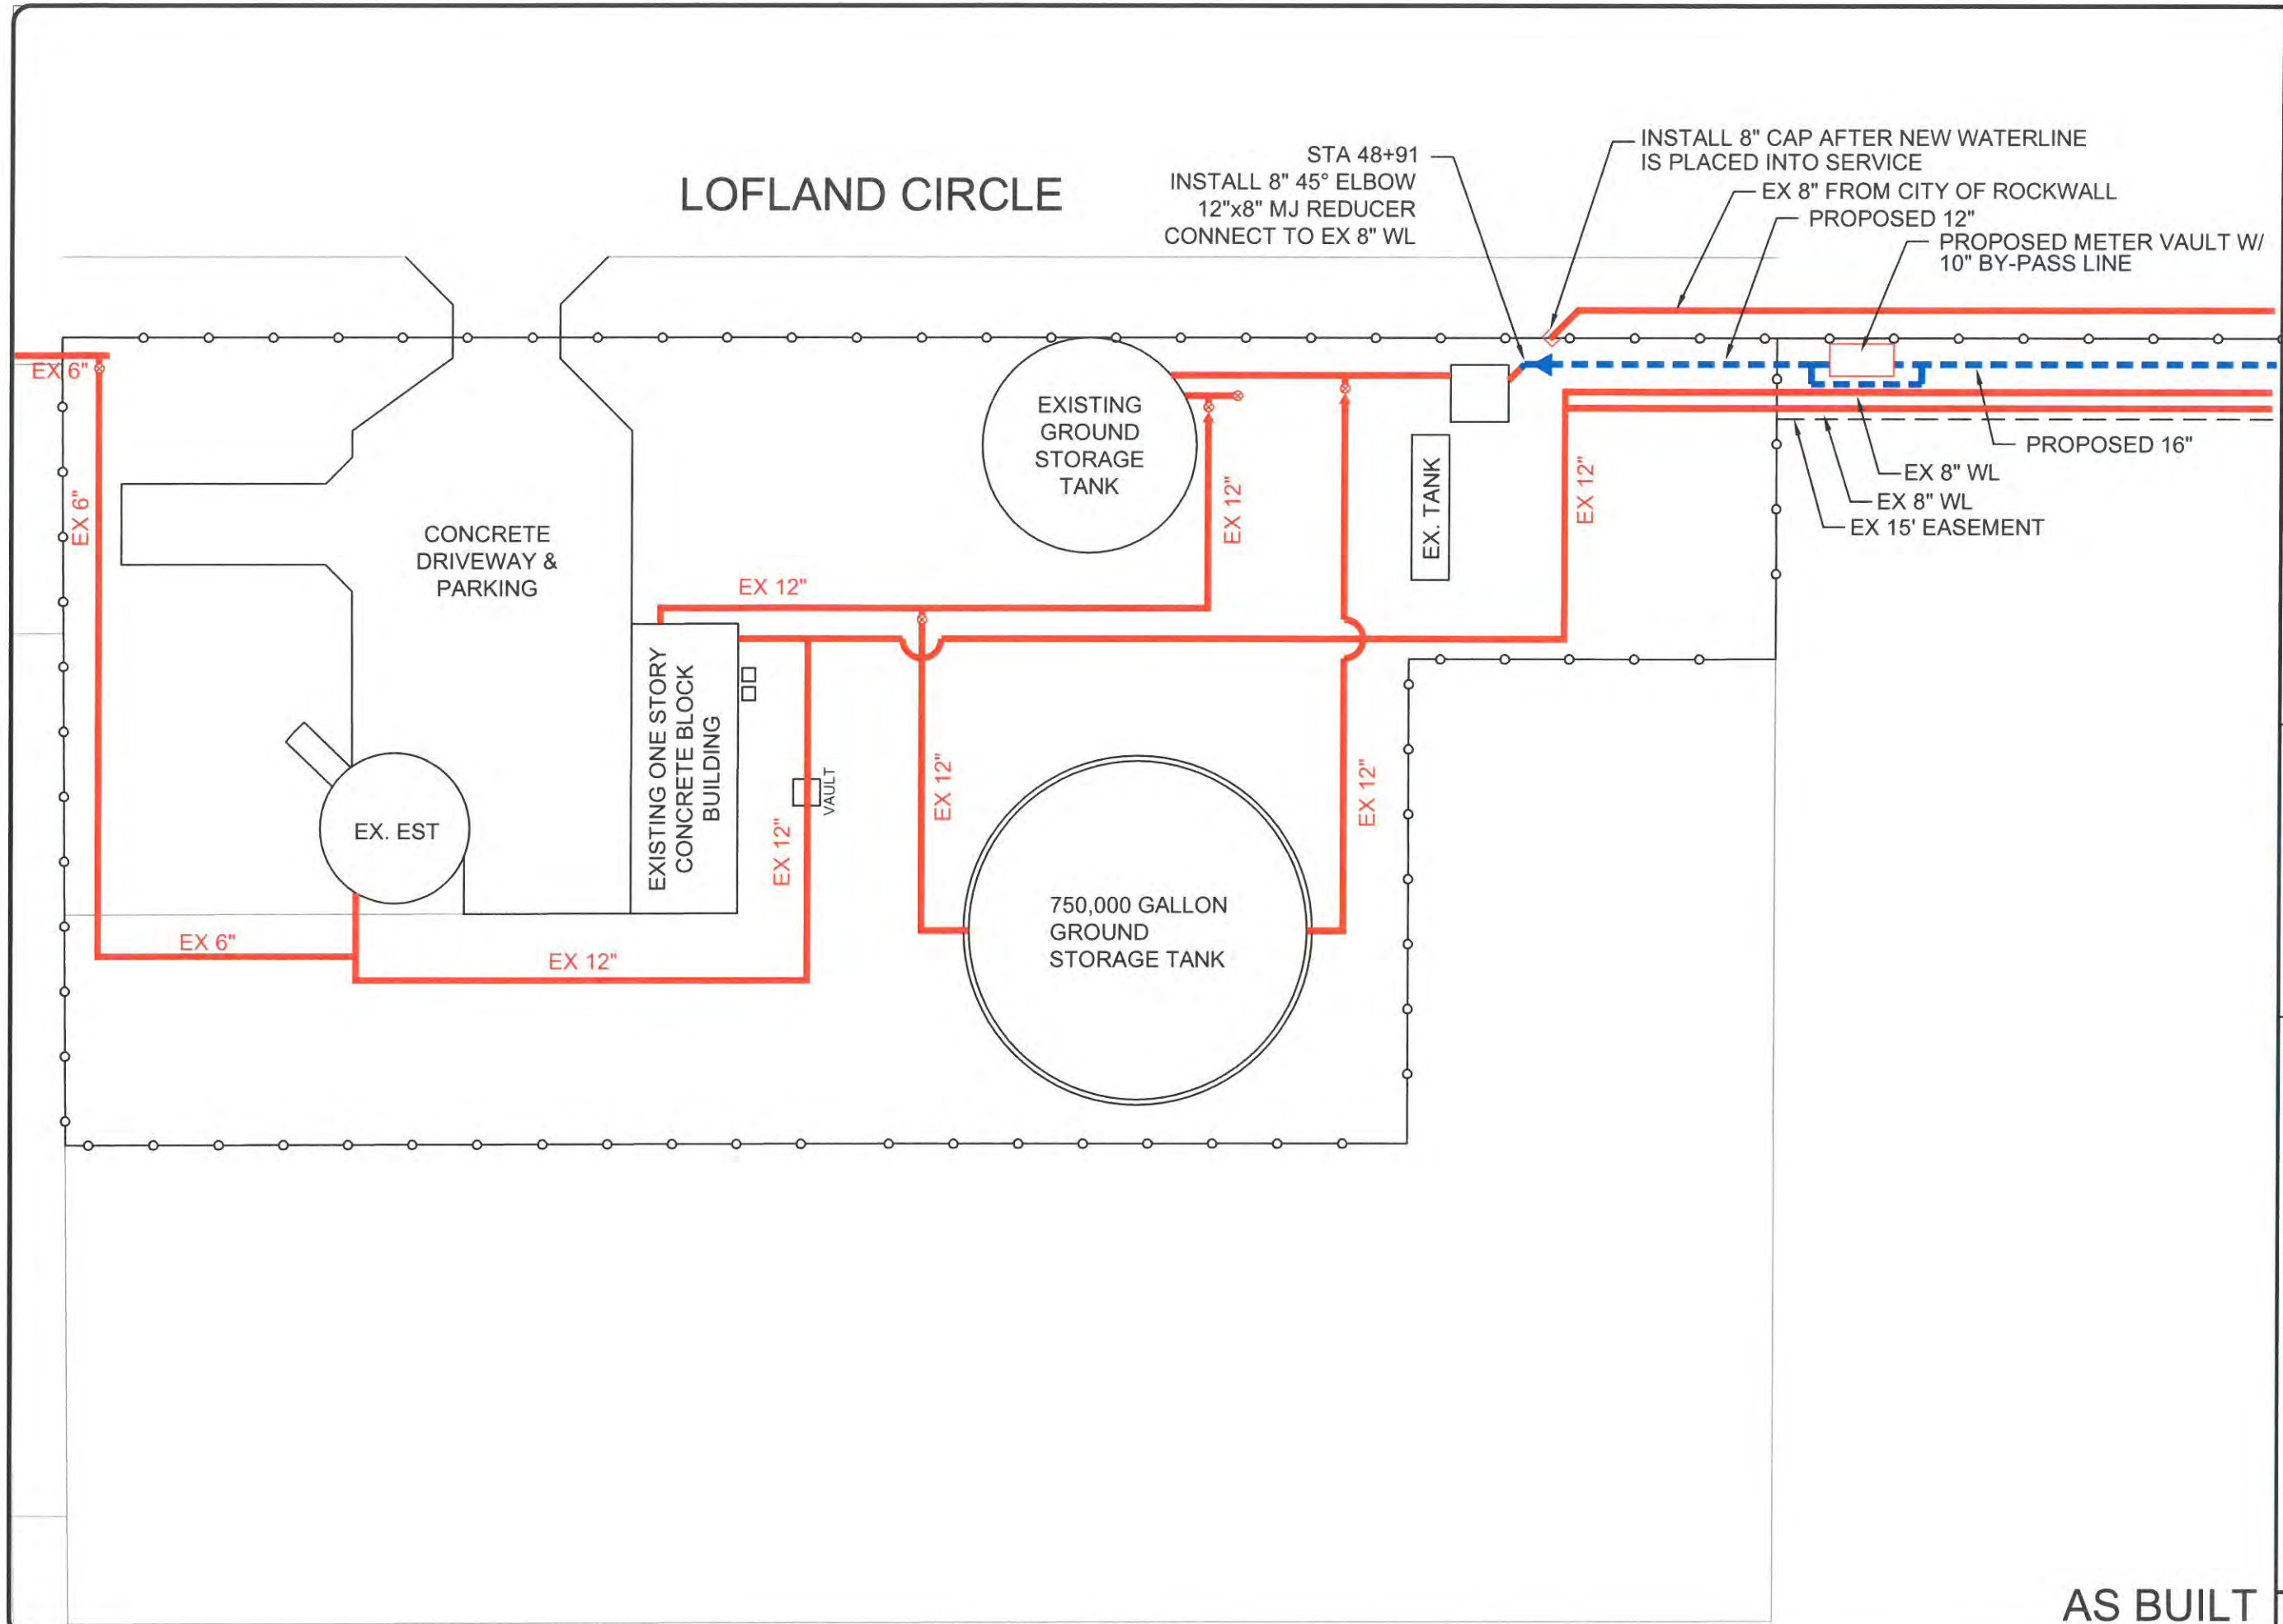 LOFLAND CIRCLE
STA 48+91
INSTALL 8" 45° ELBOW
12"x8" MJ REDUCER
CONNECT TO EX 8" WL
INSTALL 8" CAP AFTER NEW WATERLINE
IS PLACED INTO SERVICE
EX 8" FROM CITY OF ROCKWALL
PROPOSED 12"
PROPOSED METER VAULT W/
10" BY-PASS LINE
EX 6"
EX 6"
CONCRETE
DRIVEWAY &
PARKING
EXISTING
GROUND
STORAGE
TANK
EX 12"
EX. TANK
EX 12"
PROPOSED 16"
EX 8" WL
EX 8" WL
EX 15' EASEMENT
EX 12"
EXISTING ONE STORY
CONCRETE BLOCK
BUILDING
VAULT
EX 12"
EX 12"
EX 12"
EX. EST
750,000 GALLON
GROUND
STORAGE TANK
EX 6"
EX 12"
AS BUILT